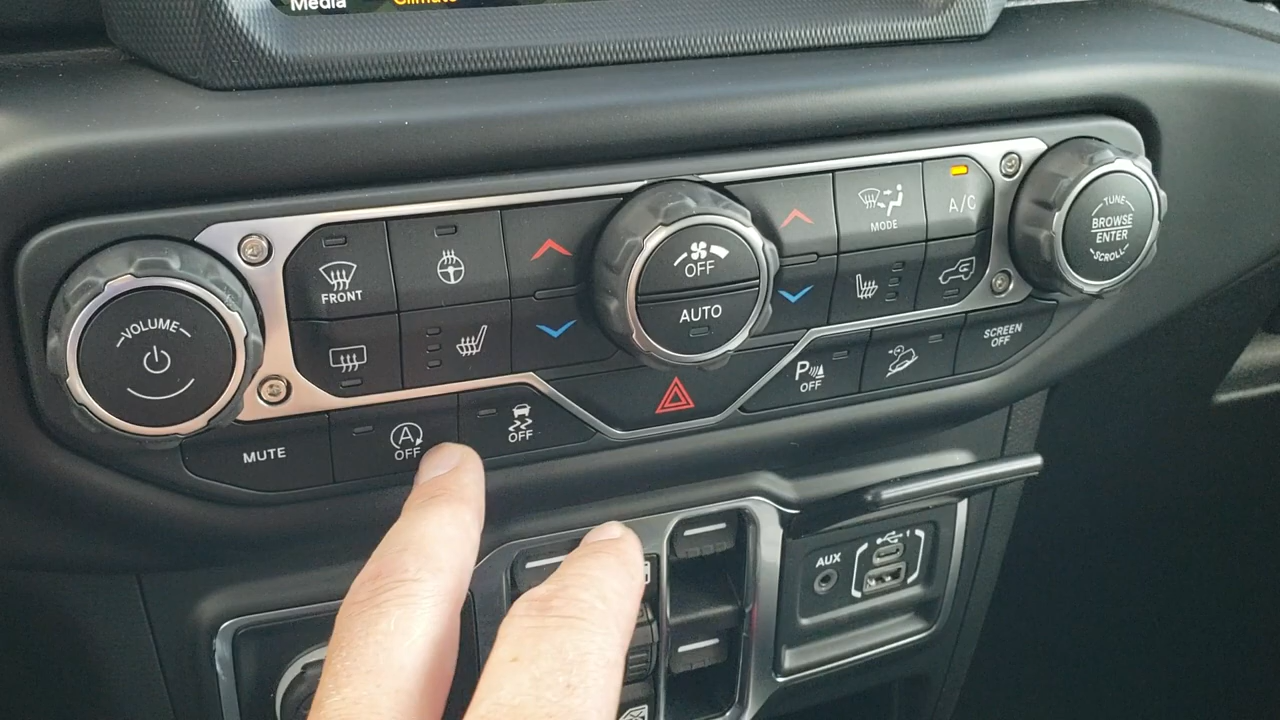 Media
Climate
VOLUME
FRONT
OFF
AUTO
MODE
A/C
TUNE
BROWSE
ENTER
SCROLL
MUTE
A
OFF
OFF
P
OFF
SCREEN
OFF
AUX